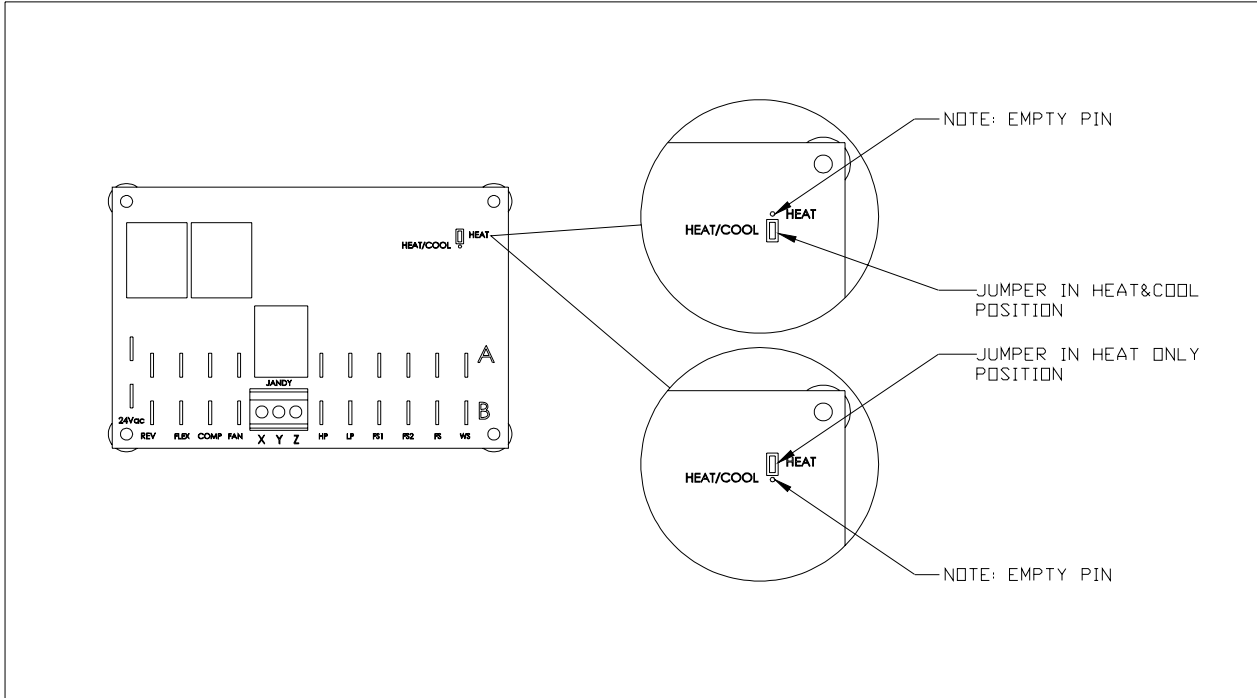 HEAT/COOL
HEAT
A
JANDY
24Vac
B
REV FLEX COMP FAN X Y Z HP LP FS1 FS2 FS WS
NOTE: EMPTY PIN
HEAT
HEAT/COOL
JUMPER IN HEAT&COOL
POSITION
JUMPER IN HEAT ONLY
POSITION
HEAT
HEAT/COOL
NOTE: EMPTY PIN